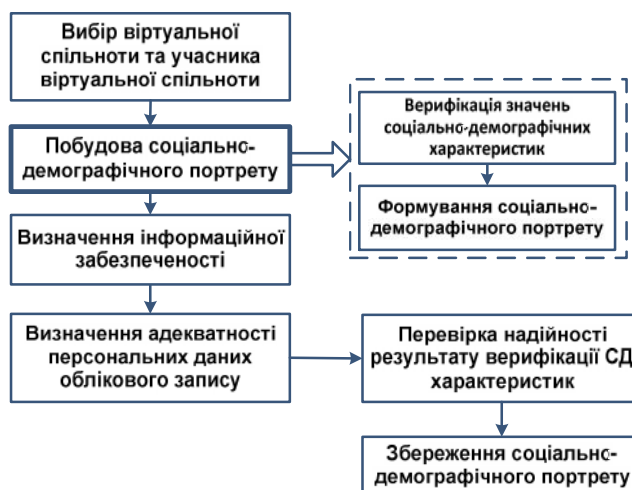 Вибір віртуальної
спільноти та учасника
віртуальної спільноти
Побудова соціально-
демографічного портрету
Верифікація значень
соціально-демографічних
характеристик
Формування соціально-
демографічного портрету
Визначення інформаційної
забезпеченості
Визначення адекватності
персональних даних
облікового запису
Перевірка надійності
результату верифікації СД
характеристик
Збереження соціально-
демографічного портрету